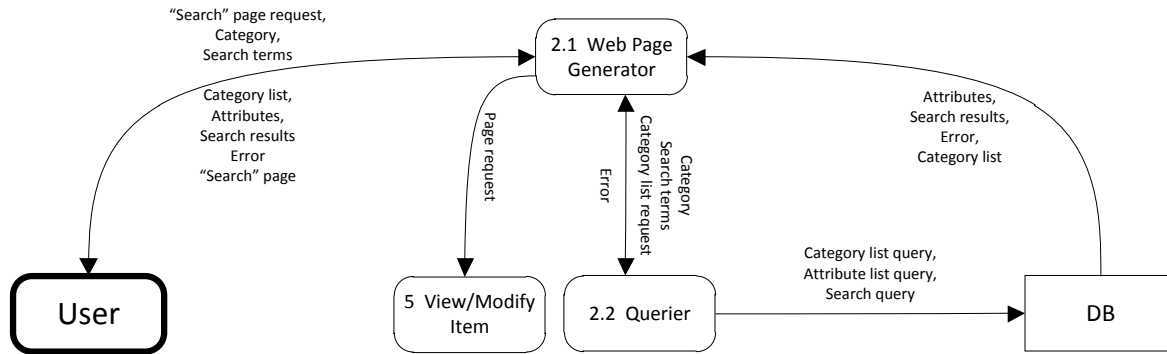 “Search” page request,
Category,
Search terms
2.1 Web Page
Generator
Category list,
Attributes,
Search results
Error
“Search” page
Page request
Error
Category
Search terms
Category list request
Attributes,
Search results,
Error,
Category list
User
5 View/Modify
Item
2.2 Querier
Category list query,
Attribute list query,
Search query
DB